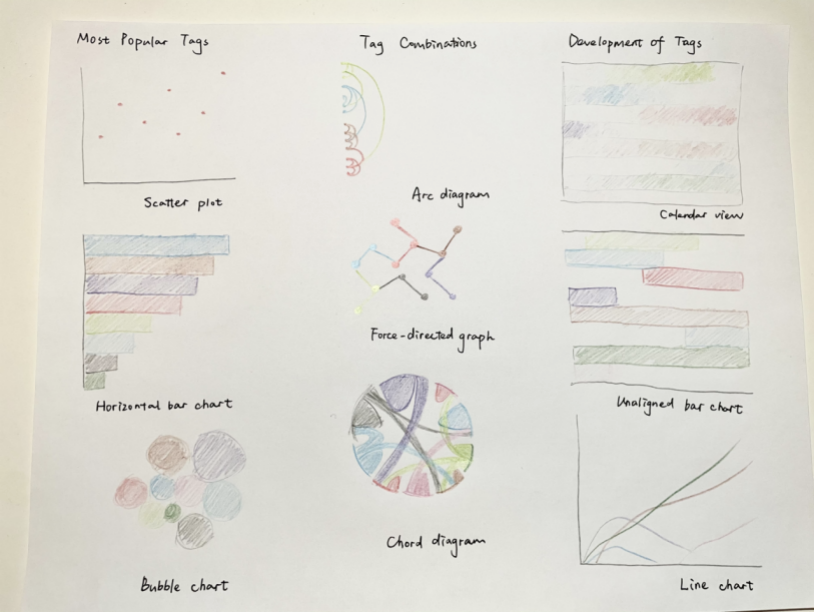 Most Popular Tags
Tag Combinations
Development of Tags
Scatter plot
Arc diagram
Calendar view
Horizontal bar chart
Force-directed graph
Unaligned bar chart
Bubble chart
Chord diagram
Line chart